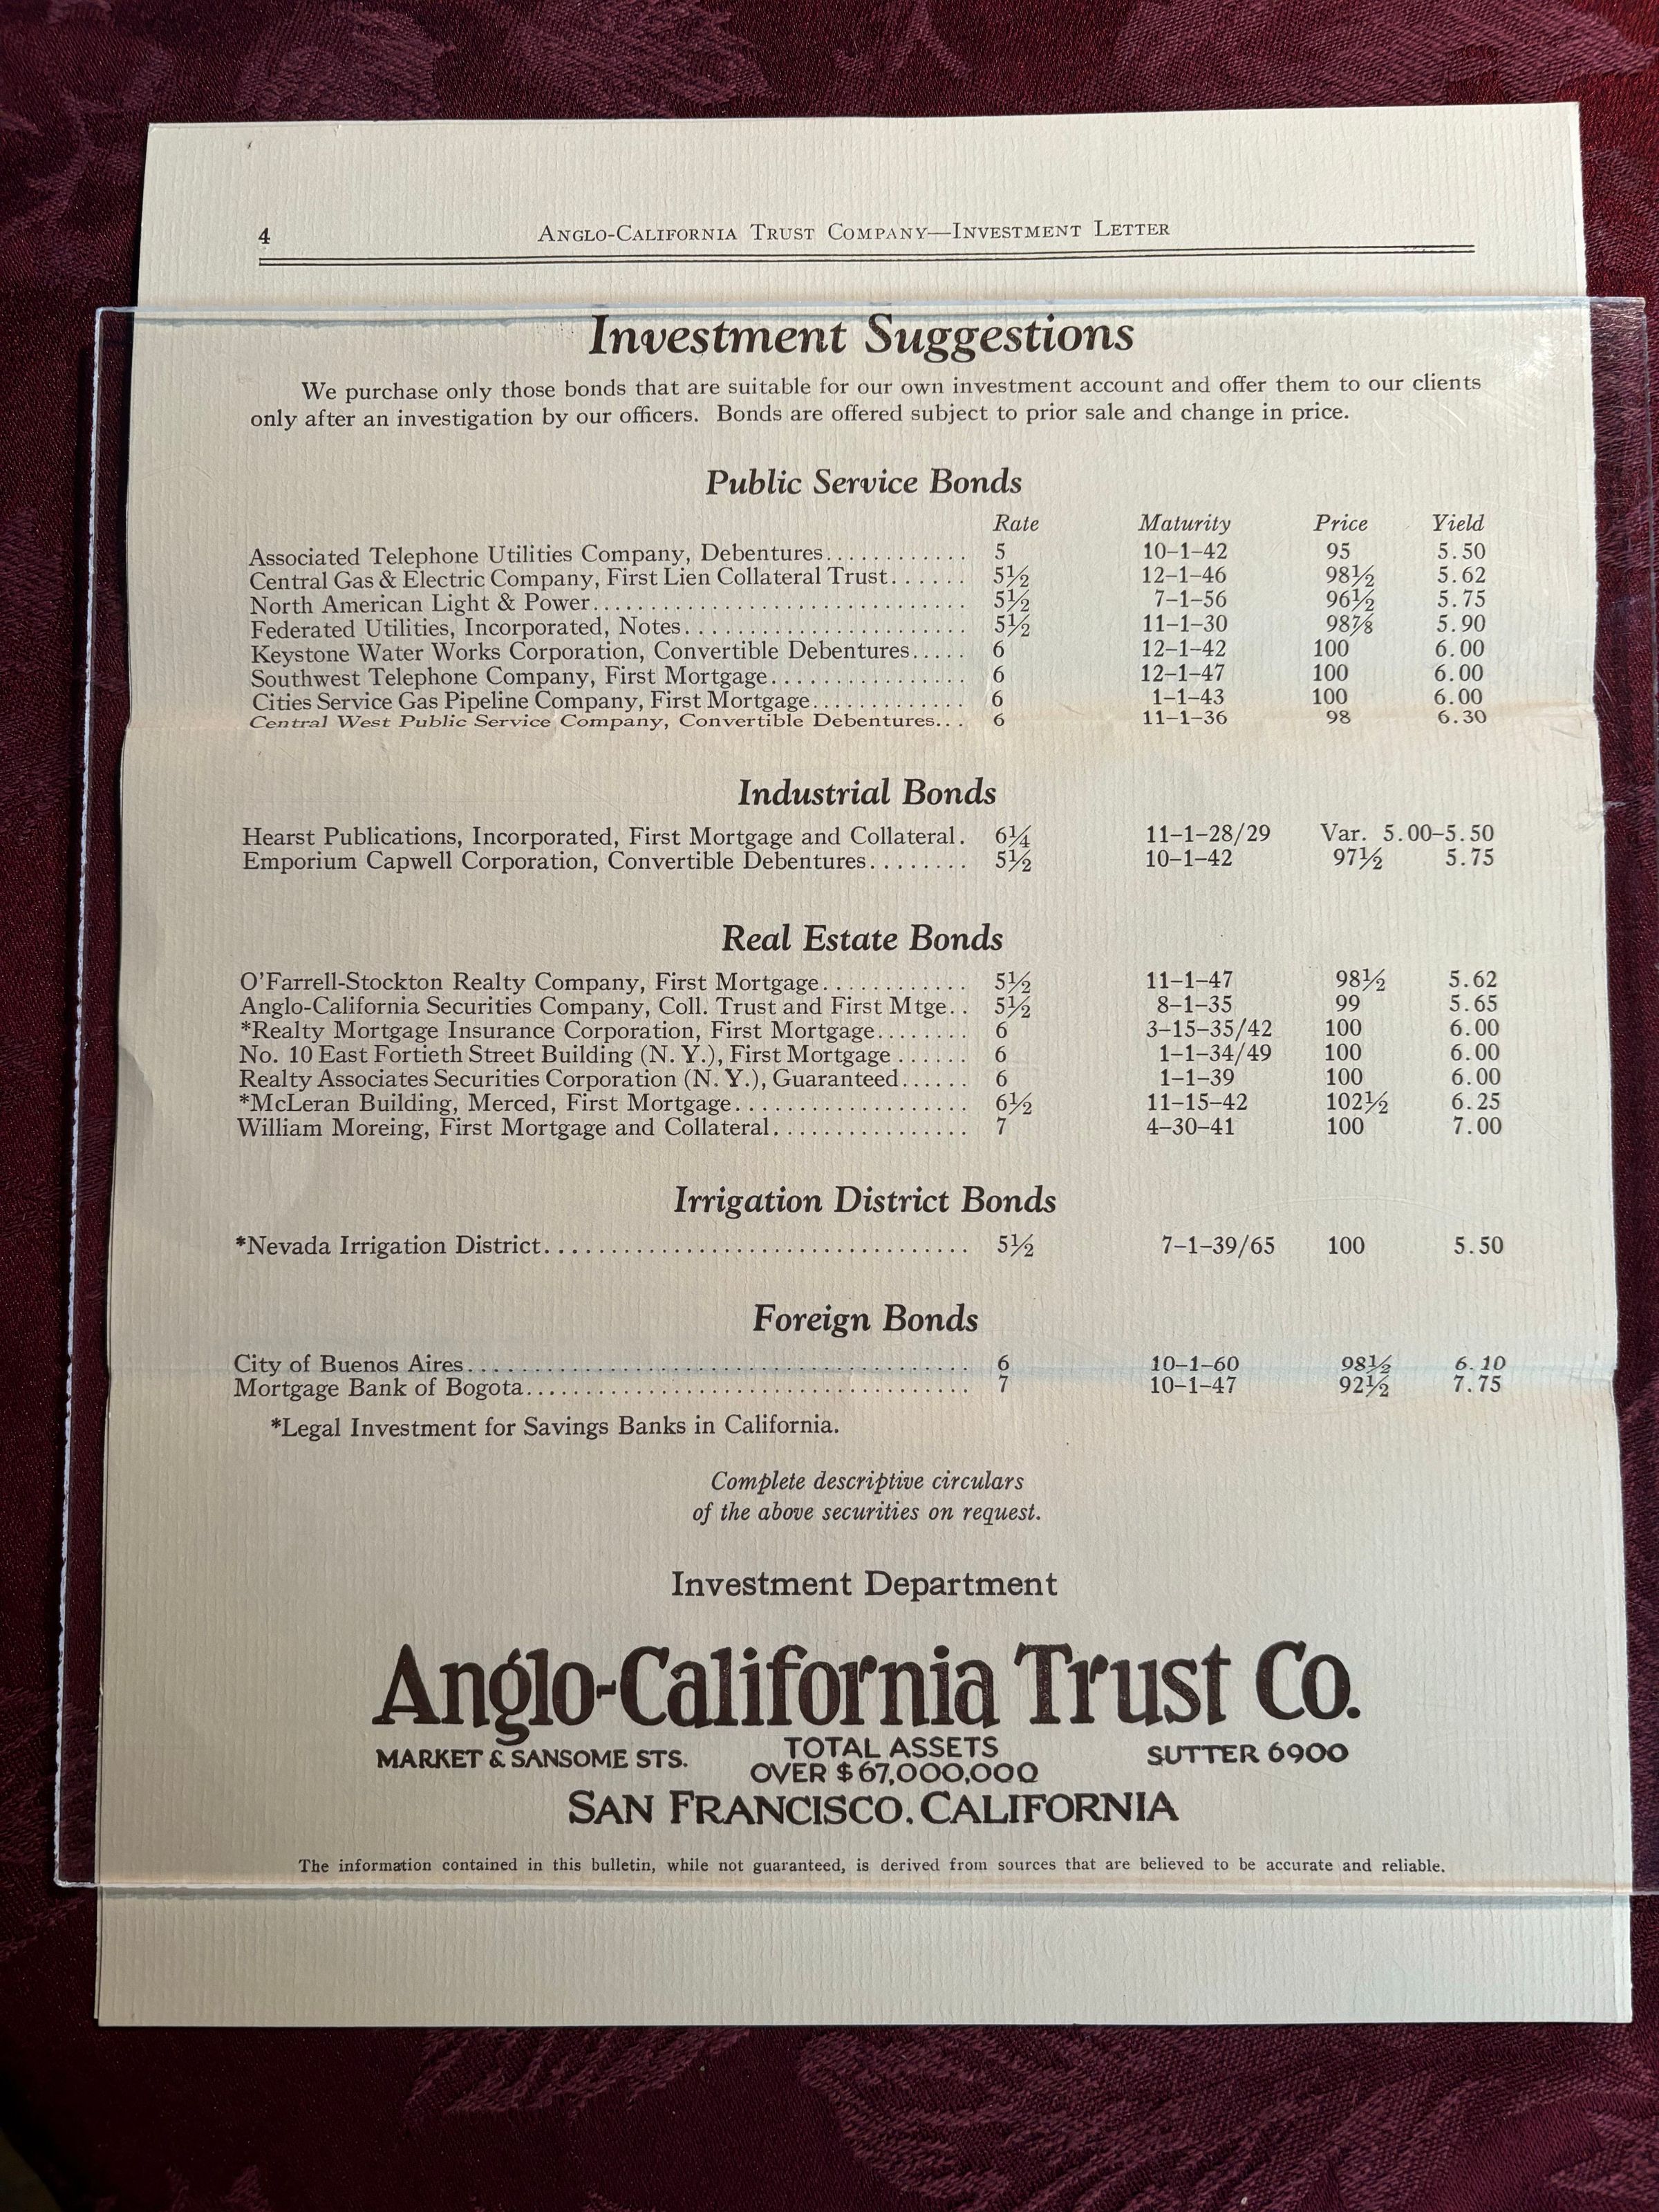 4 Anglo-California Trust Company—Investment Letter
Investment Suggestions
We purchase only those bonds that are suitable for our own investment account and offer them to our clients
only after an investigation by our officers. Bonds are offered subject to prior sale and change in price.
Public Service Bonds
Rate Maturity Price Yield
Associated Telephone Utilities Company, Debentures............ 5 10–1–42 95 5.50
Central Gas & Electric Company, First Lien Collateral Trust...... 5½ 12–1–46 98½ 5.62
North American Light & Power............................ 5½ 7–1–56 96½ 5.75
Federated Utilities, Incorporated, Notes..................... 5½ 11–1–30 98⅞ 5.90
Keystone Water Works Corporation, Convertible Debentures..... 6 12–1–42 100 6.00
Southwest Telephone Company, First Mortgage............... 6 12–1–47 100 6.00
Cities Service Gas Pipeline Company, First Mortgage............ 6 1–1–43 100 6.00
Central West Public Service Company, Convertible Debentures... 6 11–1–36 98 6.30
Industrial Bonds
Hearst Publications, Incorporated, First Mortgage and Collateral. 6¼ 11–1–28/29 Var. 5.00–5.50
Emporium Capwell Corporation, Convertible Debentures........ 5½ 10–1–42 97½ 5.75
Real Estate Bonds
O'Farrell-Stockton Realty Company, First Mortgage........... 5½ 11–1–47 98½ 5.62
Anglo-California Securities Company, Coll. Trust and First Mtge.. 5½ 8–1–35 99 5.65
*Realty Mortgage Insurance Corporation, First Mortgage....... 6 3–15–35/42 100 6.00
No. 10 East Fortieth Street Building (N. Y.), First Mortgage ...... 6 1–1–34/49 100 6.00
Realty Associates Securities Corporation (N. Y.), Guaranteed...... 6 1–1–39 100 6.00
*McLeran Building, Merced, First Mortgage.................. 6½ 11–15–42 102½ 6.25
William Moreing, First Mortgage and Collateral............... 7 4–30–41 100 7.00
Irrigation District Bonds
*Nevada Irrigation District................................ 5½ 7–1–39/65 100 5.50
Foreign Bonds
City of Buenos Aires...................................... 6 10–1–60 98½ 6.10
Mortgage Bank of Bogota................................. 7 10–1–47 92½ 7.75
*Legal Investment for Savings Banks in California.
Complete descriptive circulars
of the above securities on request.
Investment Department
Anglo-California Trust Co.
MARKET & SANSOME STS. TOTAL ASSETS OVER $67,000,000 SUTTER 6900
SAN FRANCISCO, CALIFORNIA
The information contained in this bulletin, while not guaranteed, is derived from sources that are believed to be accurate and reliable.